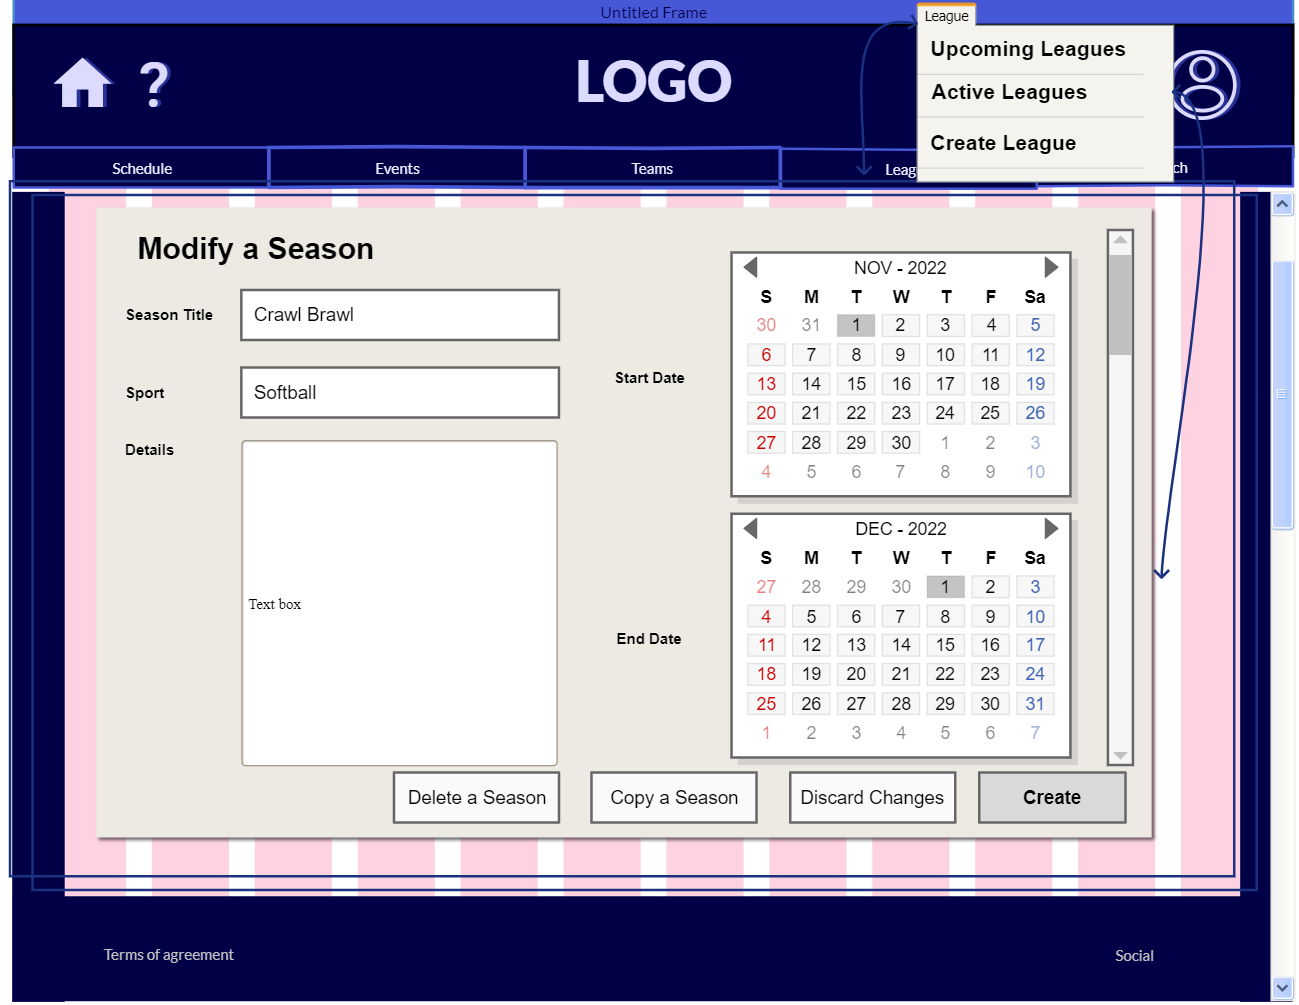 Untitled Frame
League
Upcoming Leagues
Active Leagues
Create League
?
LOGO
Schedule
Events
Teams
Leag
ch
Modify a Season
Season Title
Crawl Brawl
Sport
Softball
Details
Text box
Start Date
NOV - 2022
S M T W T F Sa
30 31 1 2 3 4 5
6 7 8 9 10 11 12
13 14 15 16 17 18 19
20 21 22 23 24 25 26
27 28 29 30 1 2 3
4 5 6 7 8 9 10
End Date
DEC - 2022
S M T W T F Sa
27 28 29 30 1 2 3
4 5 6 7 8 9 10
11 12 13 14 15 16 17
18 19 20 21 22 23 24
25 26 27 28 29 30 31
1 2 3 4 5 6 7
Delete a Season
Copy a Season
Discard Changes
Create
Terms of agreement
Social